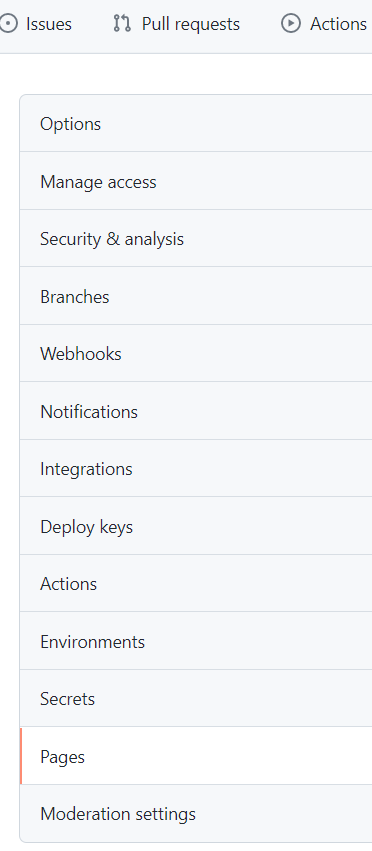 Issues Pull requests Actions
Options
Manage access
Security & analysis
Branches
Webhooks
Notifications
Integrations
Deploy keys
Actions
Environments
Secrets
Pages
Moderation settings